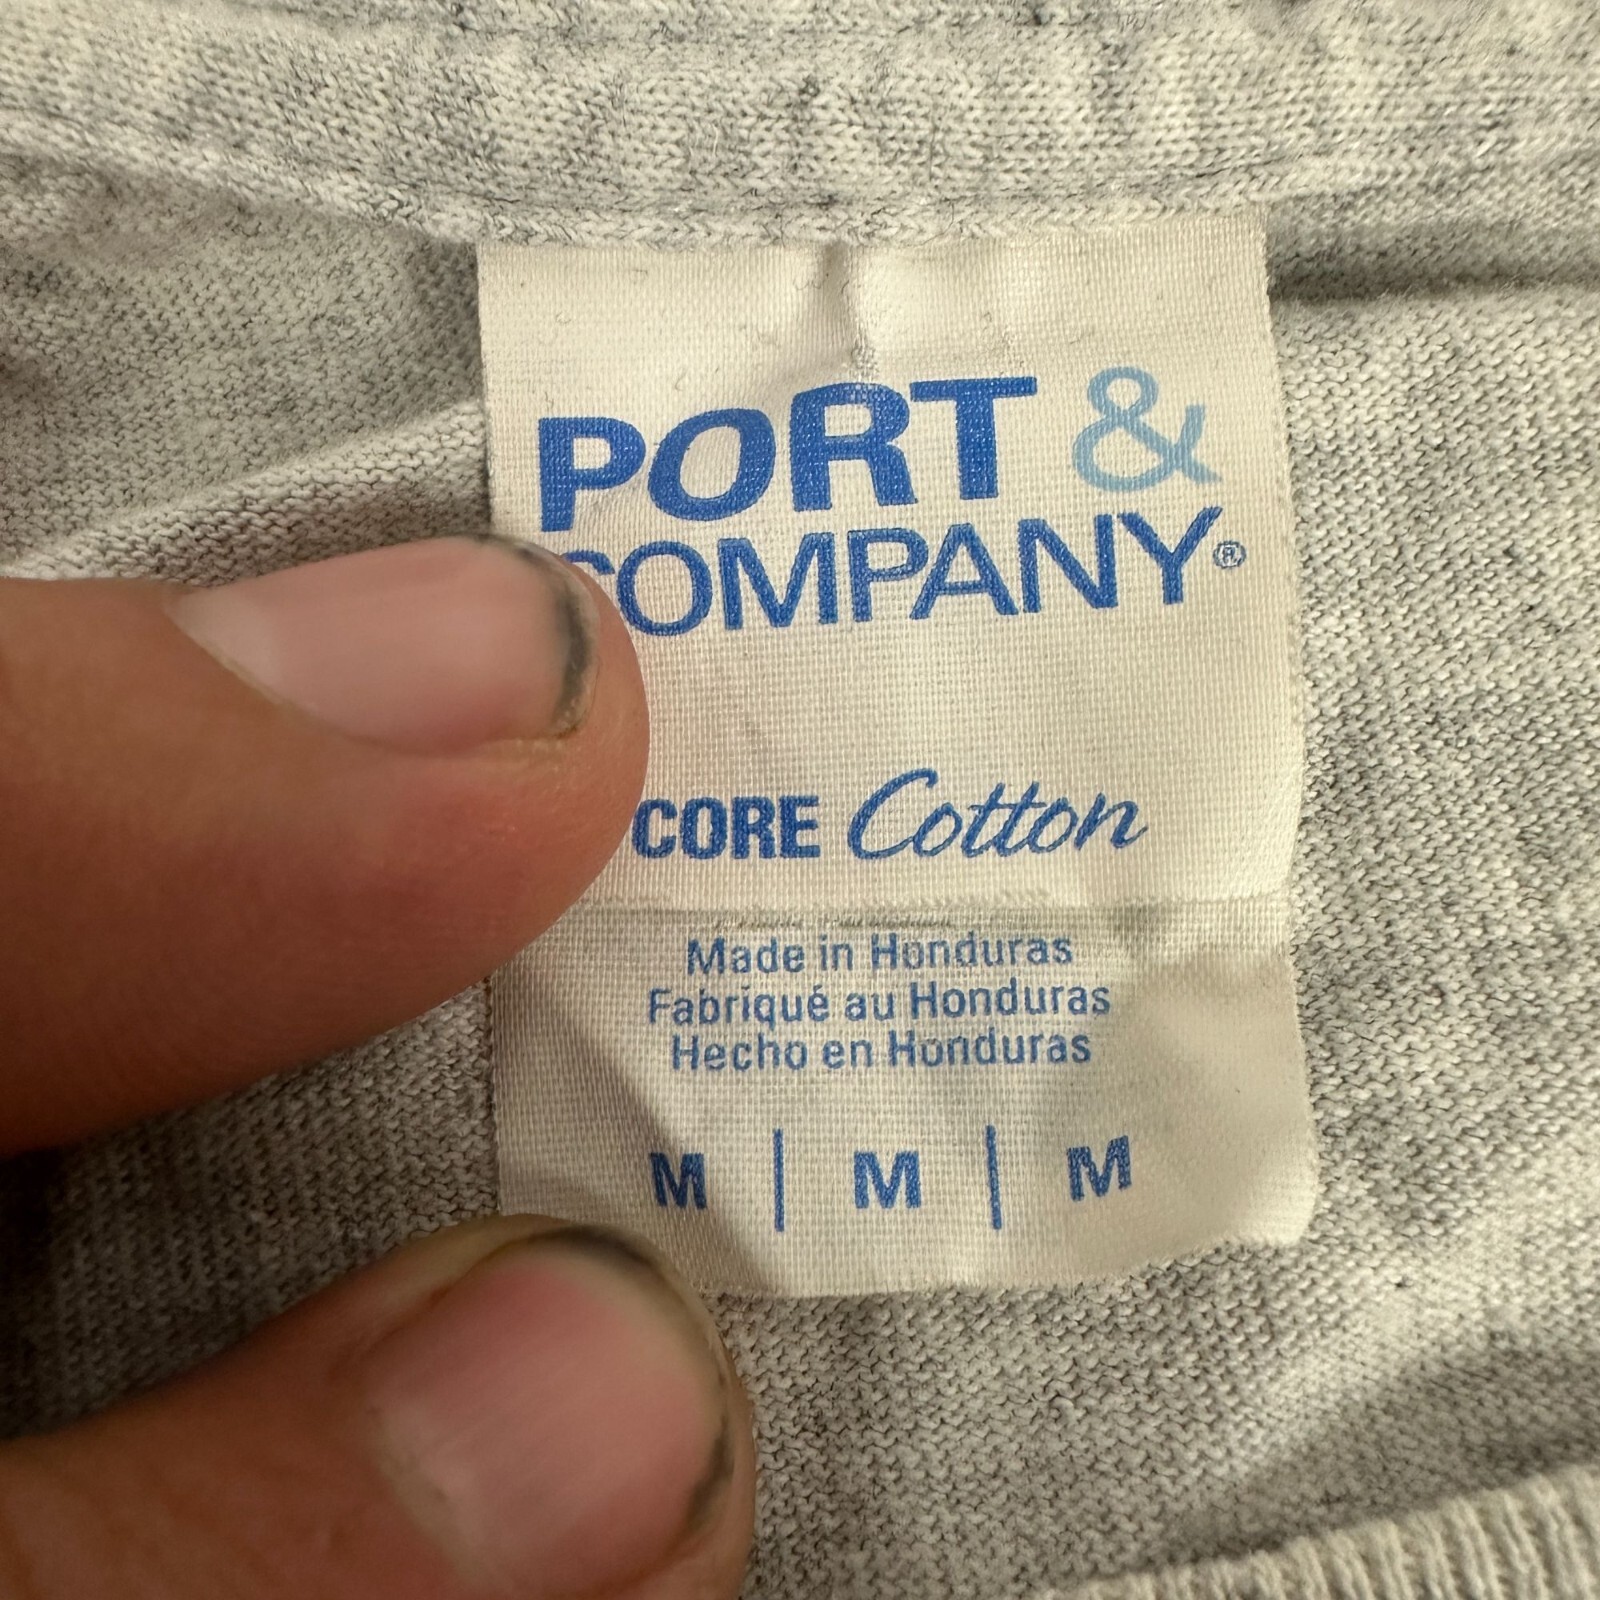 PORT &
COMPANY®
CORE Cotton
Made in Honduras
Fabriqué au Honduras
Hecho en Honduras
M | M | M